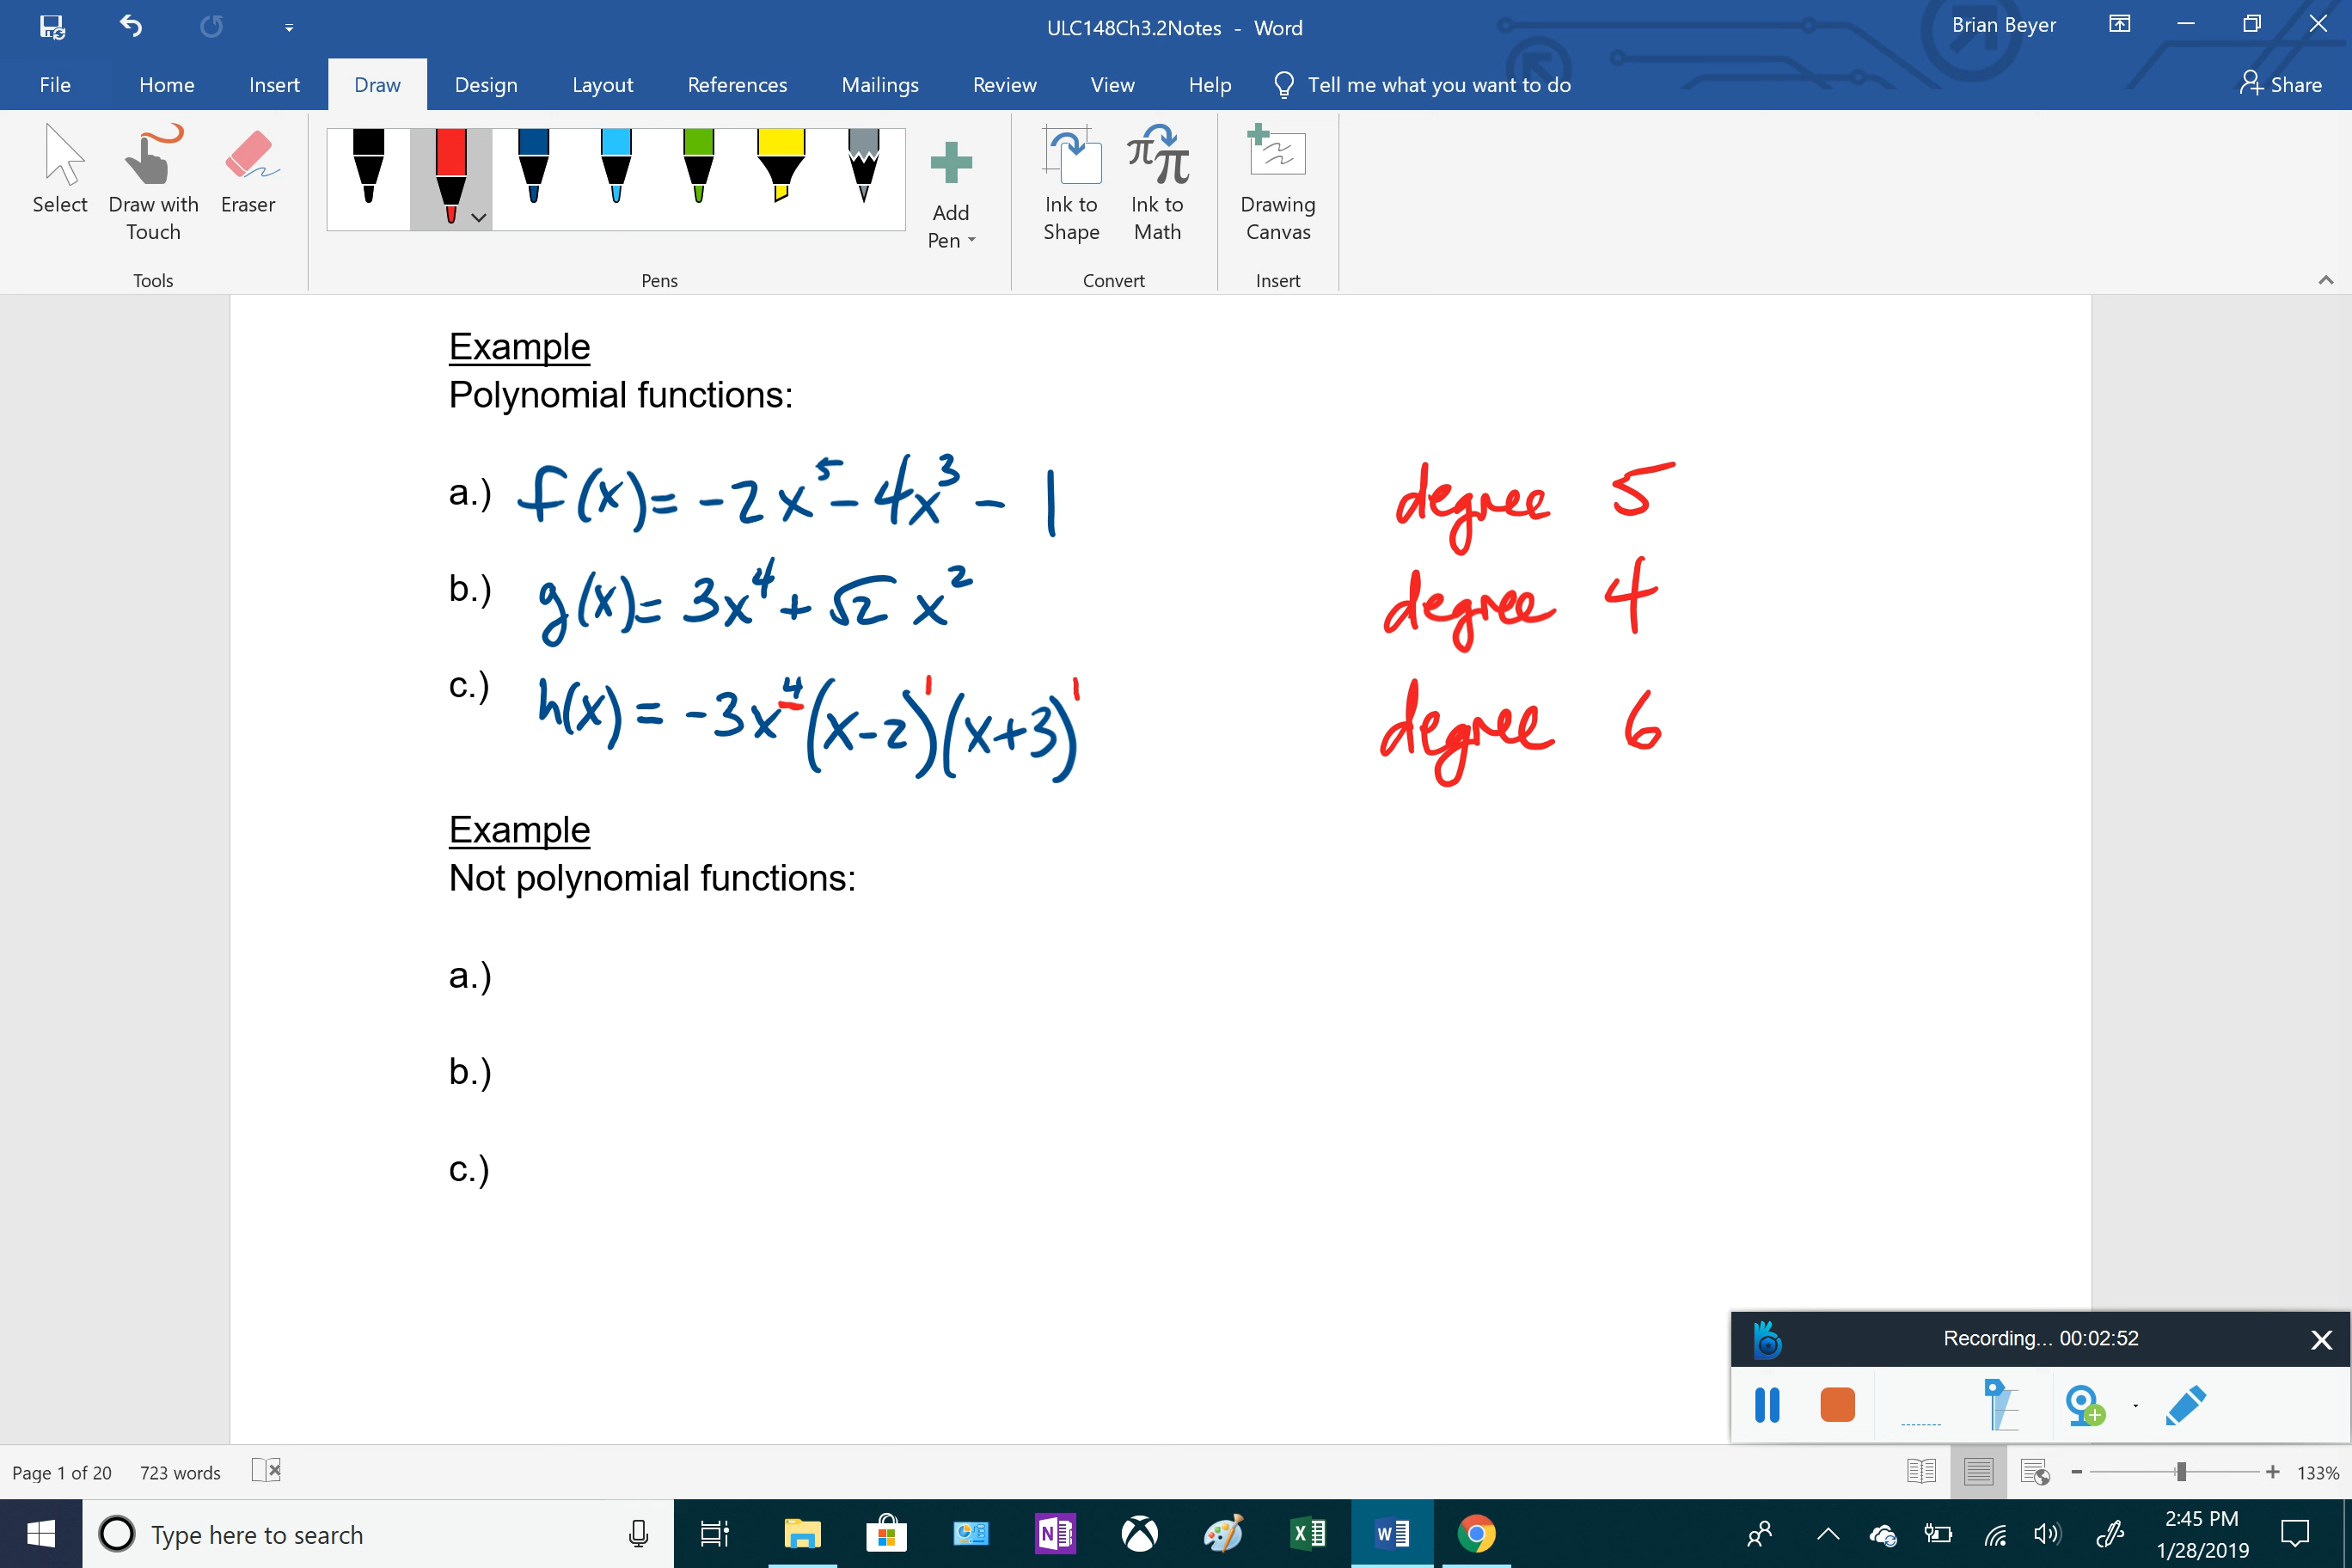 ULC148Ch3.2Notes - Word
Brian Beyer
File Home Insert Draw Design Layout References Mailings Review View Help Tell me what you want to do Share
Select Draw with Touch Eraser Add Pen Ink to Shape Ink to Math Drawing Canvas
Tools Pens Convert Insert
Example
Polynomial functions:
a.) f(x) = -2x⁵ - 4x³ - 1 degree 5
b.) g(x) = 3x⁴ + √2 x² degree 4
c.) h(x) = -3x⁴(x-2)¹(x+3)¹ degree 6
Example
Not polynomial functions:
a.)
b.)
c.)
Recording... 00:02:52
Page 1 of 20 723 words 133%
Type here to search
2:45 PM
1/28/2019